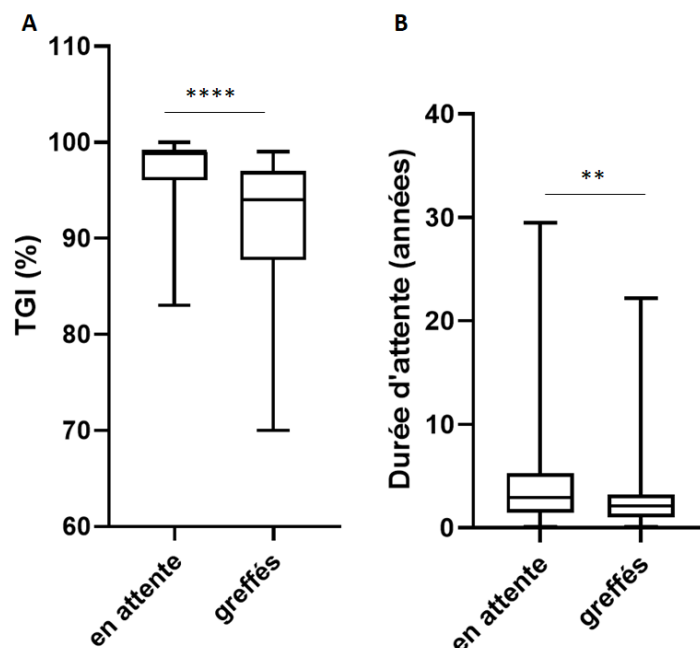 A
TGI (%)
110
100
90
80
70
60
****
en attente
greffés
B
Durée d'attente (années)
40
30
20
10
0
**
en attente
greffés